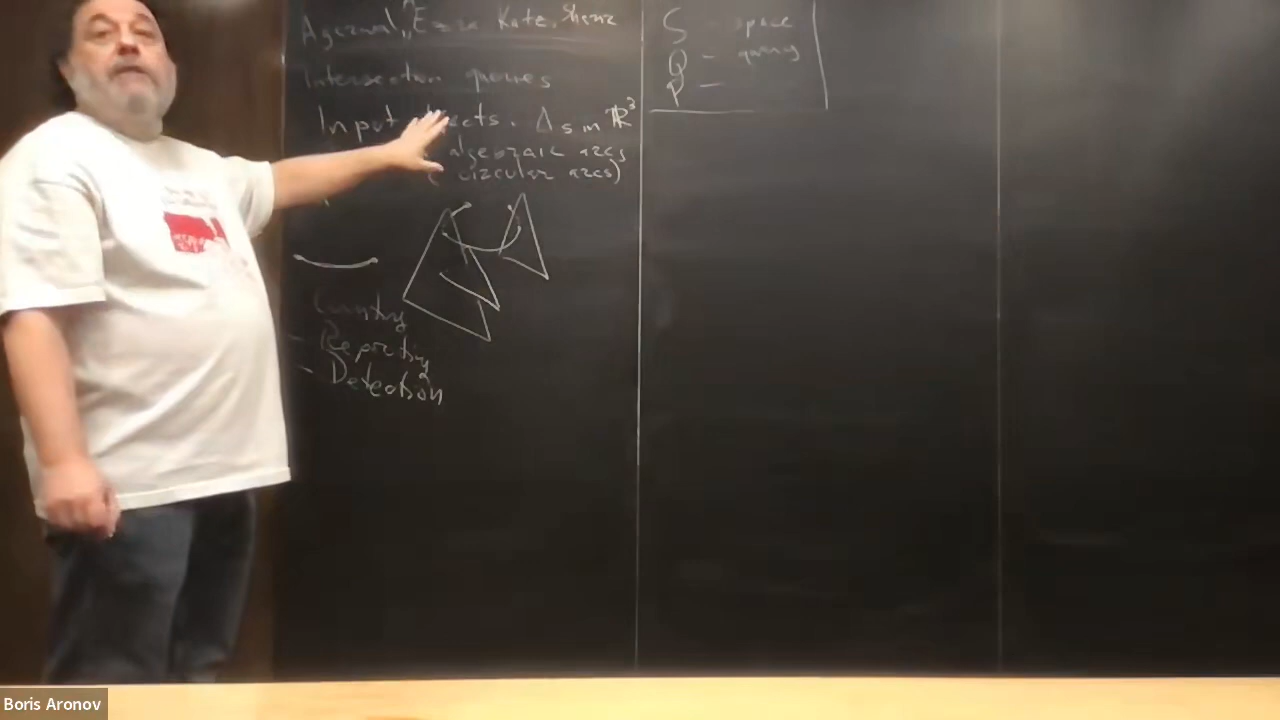 Agarwal, Ezra, Katz, Sharir
Intersection queries
Input objects. Δs in ℝ³
algebraic arcs
(circular arcs)
Counting
- Reporting
- Detection
S - space
Q - query
P -
Boris Aronov